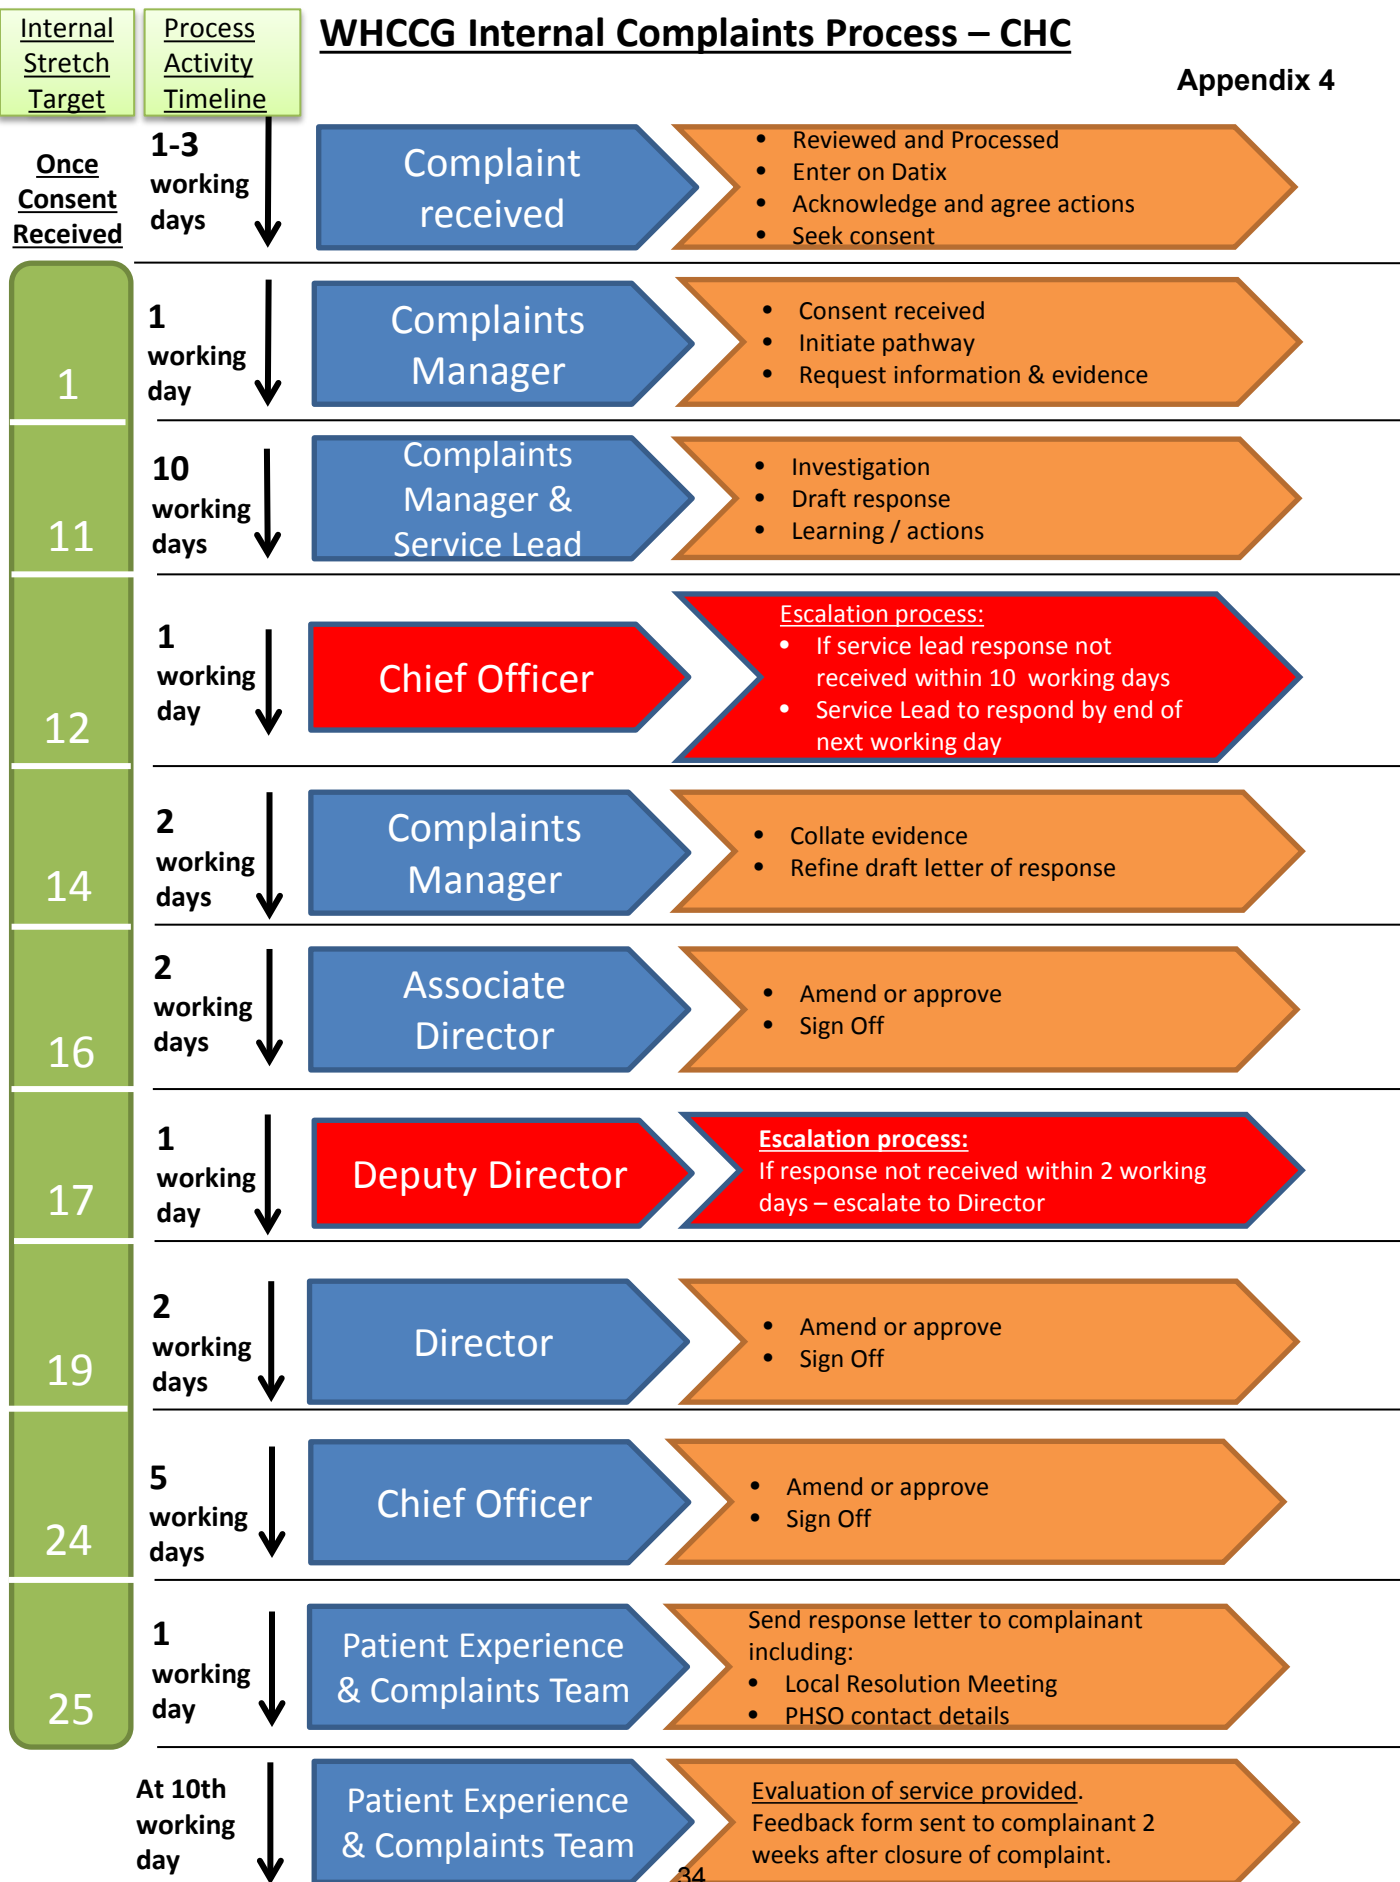 Internal
Stretch
Target
Process
Activity
Timeline
WHCCG Internal Complaints Process – CHC
Appendix 4
Once
Consent
Received
1-3
working
days
Complaint
received
• Reviewed and Processed
• Enter on Datix
• Acknowledge and agree actions
• Seek consent
1
1
working
day
Complaints
Manager
• Consent received
• Initiate pathway
• Request information & evidence
11
10
working
days
Complaints
Manager &
Service Lead
• Investigation
• Draft response
• Learning / actions
12
1
working
day
Chief Officer
Escalation process:
• If service lead response not
received within 10 working days
• Service Lead to respond by end of
next working day
14
2
working
days
Complaints
Manager
• Collate evidence
• Refine draft letter of response
16
2
working
days
Associate
Director
• Amend or approve
• Sign Off
17
1
working
day
Deputy Director
Escalation process:
If response not received within 2 working
days – escalate to Director
19
2
working
days
Director
• Amend or approve
• Sign Off
24
5
working
days
Chief Officer
• Amend or approve
• Sign Off
25
1
working
day
Patient Experience
& Complaints Team
Send response letter to complainant
including:
• Local Resolution Meeting
• PHSO contact details
At 10th
working
day
Patient Experience
& Complaints Team
Evaluation of service provided.
Feedback form sent to complainant 2
weeks after closure of complaint.
34